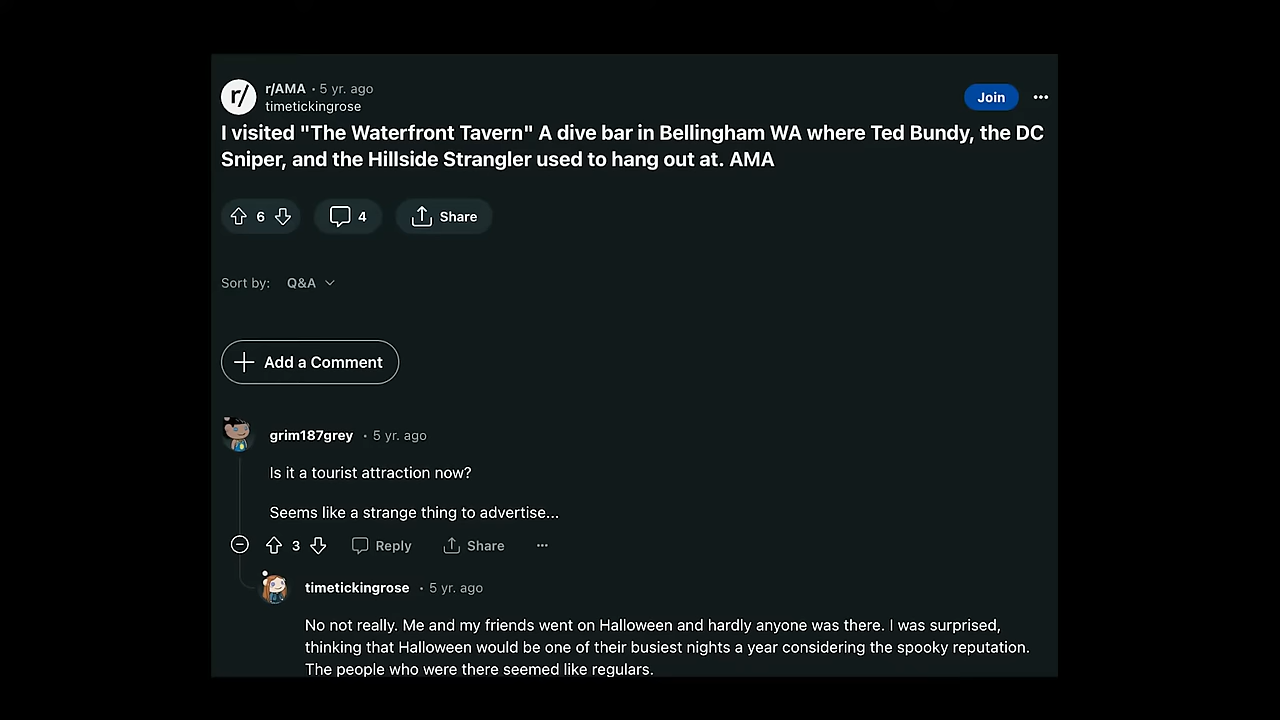 r/
r/AMA • 5 yr. ago
timetickingrose
Join
I visited "The Waterfront Tavern" A dive bar in Bellingham WA where Ted Bundy, the DC
Sniper, and the Hillside Strangler used to hang out at. AMA
6
4
Share
Sort by: Q&A
Add a Comment
grim187grey • 5 yr. ago
Is it a tourist attraction now?
Seems like a strange thing to advertise...
3
Reply
Share
timetickingrose • 5 yr. ago
No not really. Me and my friends went on Halloween and hardly anyone was there. I was surprised,
thinking that Halloween would be one of their busiest nights a year considering the spooky reputation.
The people who were there seemed like regulars.